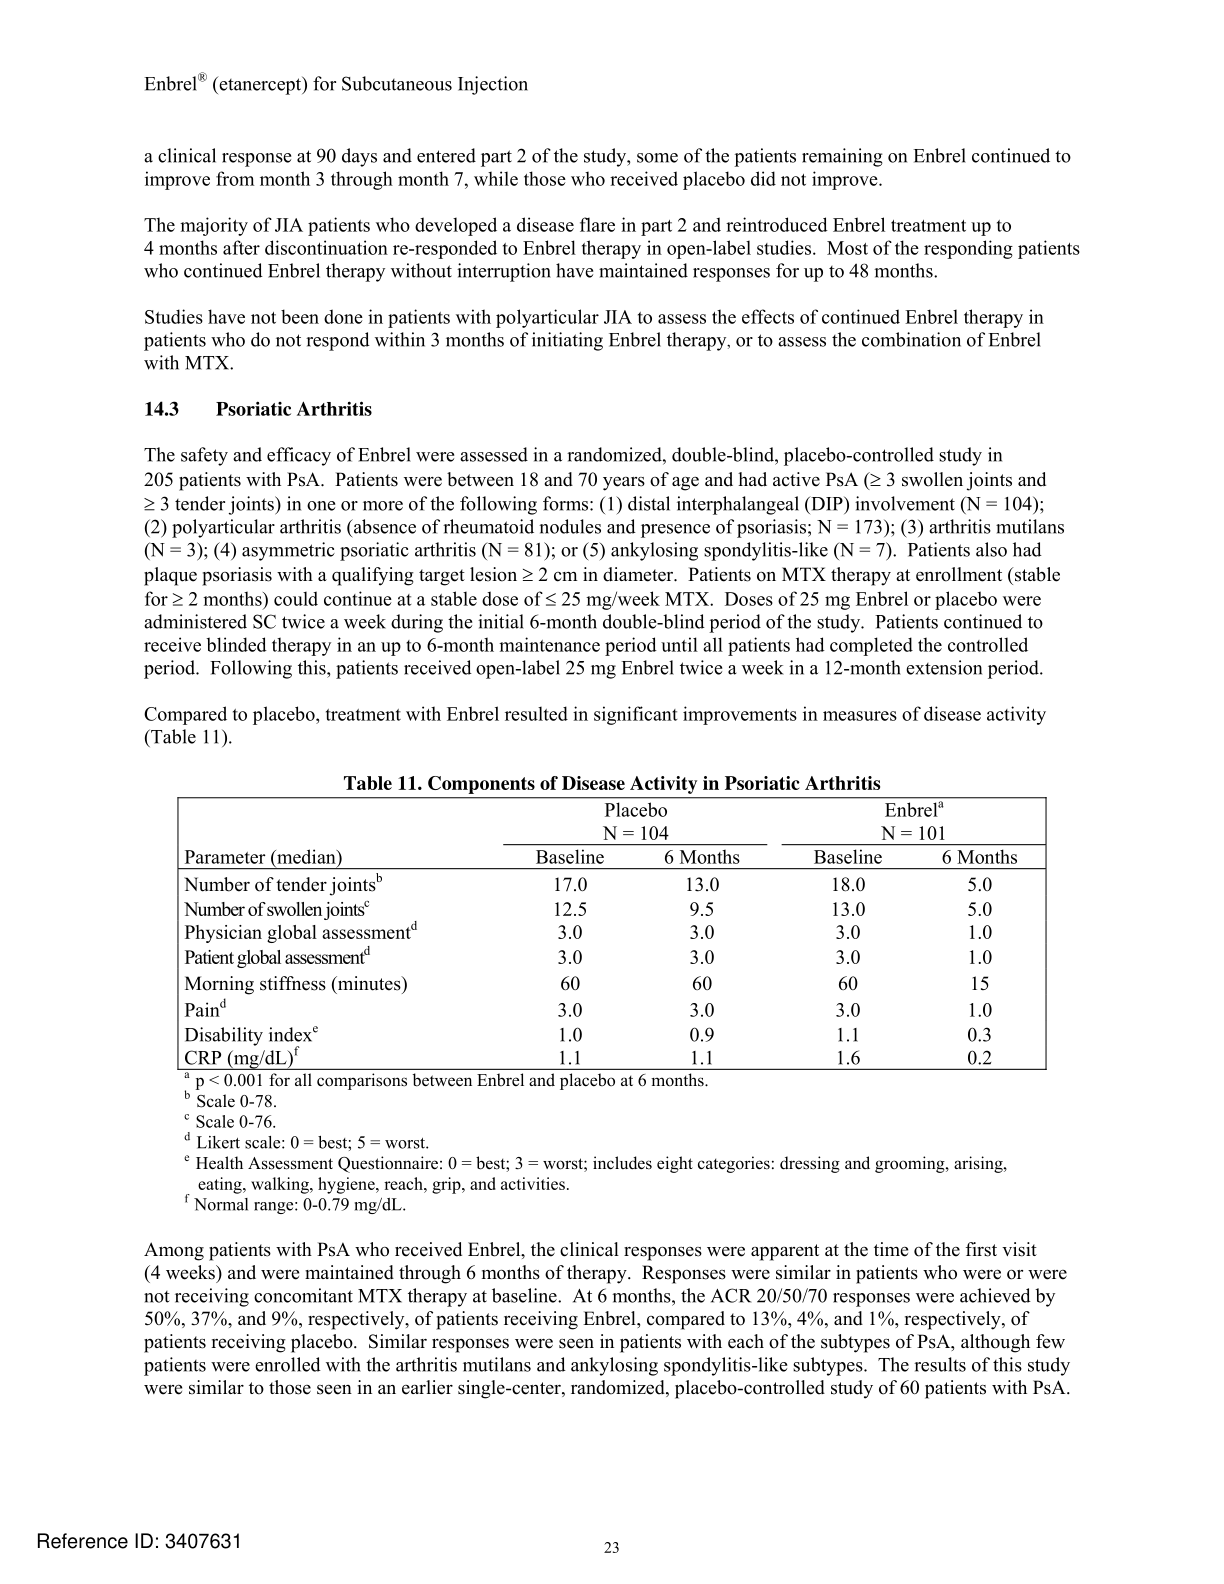 Enbrel® (etanercept) for Subcutaneous Injection
a clinical response at 90 days and entered part 2 of the study, some of the patients remaining on Enbrel continued to
improve from month 3 through month 7, while those who received placebo did not improve.
The majority of JIA patients who developed a disease flare in part 2 and reintroduced Enbrel treatment up to
4 months after discontinuation re-responded to Enbrel therapy in open-label studies.  Most of the responding patients
who continued Enbrel therapy without interruption have maintained responses for up to 48 months.
Studies have not been done in patients with polyarticular JIA to assess the effects of continued Enbrel therapy in
patients who do not respond within 3 months of initiating Enbrel therapy, or to assess the combination of Enbrel
with MTX.
14.3 Psoriatic Arthritis
The safety and efficacy of Enbrel were assessed in a randomized, double-blind, placebo-controlled study in
205 patients with PsA.  Patients were between 18 and 70 years of age and had active PsA (≥ 3 swollen joints and
≥ 3 tender joints) in one or more of the following forms: (1) distal interphalangeal (DIP) involvement (N = 104);
(2) polyarticular arthritis (absence of rheumatoid nodules and presence of psoriasis; N = 173); (3) arthritis mutilans
(N = 3); (4) asymmetric psoriatic arthritis (N = 81); or (5) ankylosing spondylitis-like (N = 7).  Patients also had
plaque psoriasis with a qualifying target lesion ≥ 2 cm in diameter.  Patients on MTX therapy at enrollment (stable
for ≥ 2 months) could continue at a stable dose of ≤ 25 mg/week MTX.  Doses of 25 mg Enbrel or placebo were
administered SC twice a week during the initial 6-month double-blind period of the study.  Patients continued to
receive blinded therapy in an up to 6-month maintenance period until all patients had completed the controlled
period.  Following this, patients received open-label 25 mg Enbrel twice a week in a 12-month extension period.
Compared to placebo, treatment with Enbrel resulted in significant improvements in measures of disease activity
(Table 11).
Table 11. Components of Disease Activity in Psoriatic Arthritis
Placebo Enbrelᵃ
N = 104 N = 101
Parameter (median) Baseline 6 Months Baseline 6 Months
Number of tender jointsᵇ 17.0 13.0 18.0 5.0
Number of swollen jointsᶜ 12.5 9.5 13.0 5.0
Physician global assessmentᵈ 3.0 3.0 3.0 1.0
Patient global assessmentᵈ 3.0 3.0 3.0 1.0
Morning stiffness (minutes) 60 60 60 15
Painᵈ 3.0 3.0 3.0 1.0
Disability indexᵉ 1.0 0.9 1.1 0.3
CRP (mg/dL)ᶠ 1.1 1.1 1.6 0.2
ᵃ p < 0.001 for all comparisons between Enbrel and placebo at 6 months.
ᵇ Scale 0-78.
ᶜ Scale 0-76.
ᵈ Likert scale: 0 = best; 5 = worst.
ᵉ Health Assessment Questionnaire: 0 = best; 3 = worst; includes eight categories: dressing and grooming, arising,
eating, walking, hygiene, reach, grip, and activities.
ᶠ Normal range: 0-0.79 mg/dL.
Among patients with PsA who received Enbrel, the clinical responses were apparent at the time of the first visit
(4 weeks) and were maintained through 6 months of therapy.  Responses were similar in patients who were or were
not receiving concomitant MTX therapy at baseline.  At 6 months, the ACR 20/50/70 responses were achieved by
50%, 37%, and 9%, respectively, of patients receiving Enbrel, compared to 13%, 4%, and 1%, respectively, of
patients receiving placebo.  Similar responses were seen in patients with each of the subtypes of PsA, although few
patients were enrolled with the arthritis mutilans and ankylosing spondylitis-like subtypes.  The results of this study
were similar to those seen in an earlier single-center, randomized, placebo-controlled study of 60 patients with PsA.
Reference ID: 3407631
23